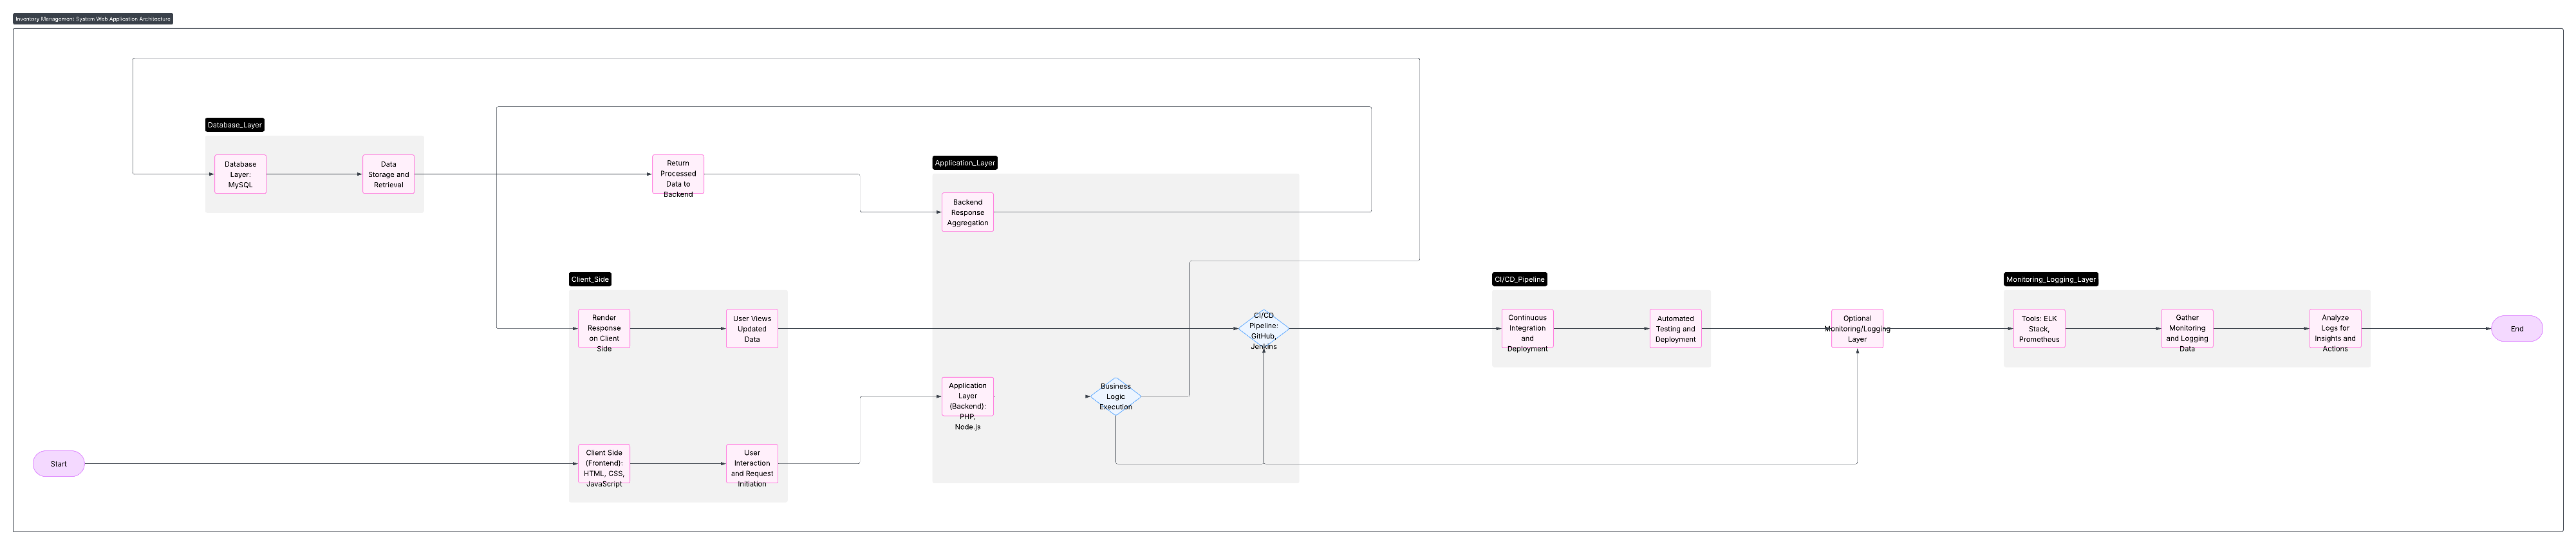 Inventory Management System Web Application Architecture
Database_Layer
Database
Layer:
MySQL
Data
Storage and
Retrieval
Return
Processed
Data to
Backend
Application_Layer
Backend
Response
Aggregation
Client_Side
Render
Response
on Client
Side
User Views
Updated
Data
CI/CD
Pipeline:
GitHub,
Jenkins
CI/CD_Pipeline
Continuous
Integration
and
Deployment
Automated
Testing and
Deployment
Optional
Monitoring/Logging
Layer
Monitoring_Logging_Layer
Tools: ELK
Stack,
Prometheus
Gather
Monitoring
and Logging
Data
Analyze
Logs for
Insights and
Actions
End
Application
Layer
(Backend):
PHP,
Node.js
Business
Logic
Execution
Start
Client Side
(Frontend):
HTML, CSS,
JavaScript
User
Interaction
and Request
Initiation